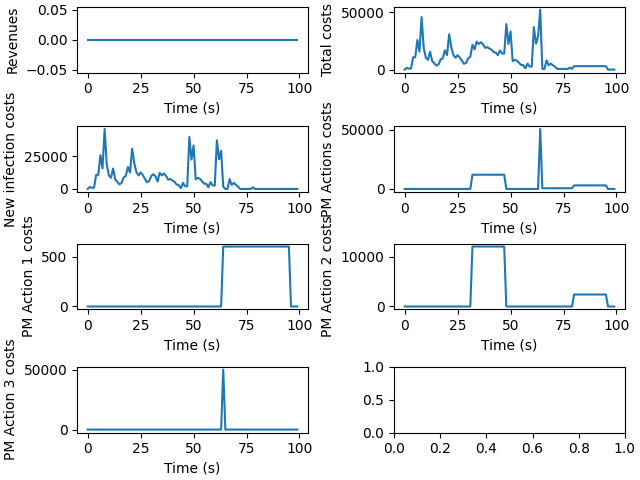 Revenues
0.05
0.00
−0.05
0 25 50 75 100
Time (s)
Total costs
50000
0
0 25 50 75 100
Time (s)
New infection costs
25000
0
0 25 50 75 100
Time (s)
PM Actions costs
50000
0
0 25 50 75 100
Time (s)
PM Action 1 costs
500
0
0 25 50 75 100
Time (s)
PM Action 2 costs
10000
0
0 25 50 75 100
Time (s)
PM Action 3 costs
50000
0
0 25 50 75 100
Time (s)
1.0
0.5
0.0
0.0 0.2 0.4 0.6 0.8 1.0